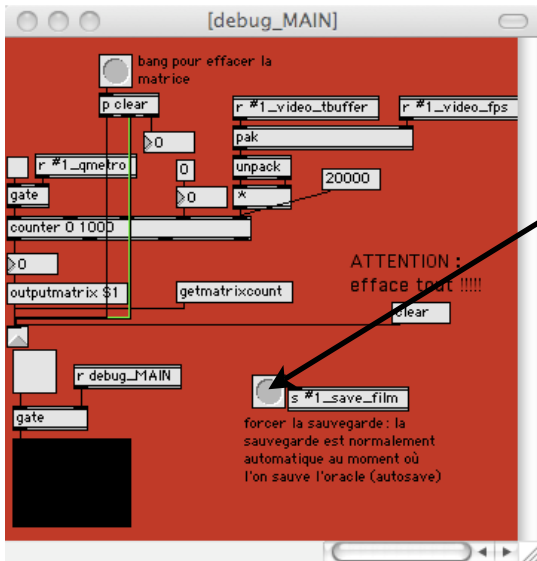 [debug_MAIN]
bang pour effacer la
matrice
p clear
r #1_video_tbuffer
r #1_video_fps
0
pak
r #1_qmetro
0
unpack
20000
gate
0
*
counter 0 1000
0
ATTENTION :
efface tout !!!!!
outputmatrix $1
getmatrixcount
clear
r debug_MAIN
s #1_save_film
gate
forcer la sauvegarde : la
sauvegarde est normalement
automatique au moment où
l'on sauve l'oracle (autosave)